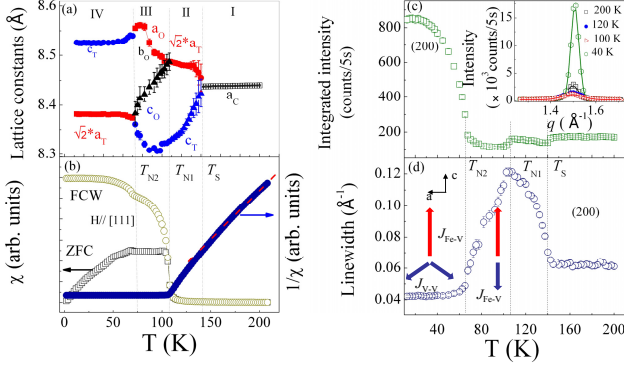 (a) IV III II I
Lattice constants (Å)
8.6
8.5
8.4
8.3
c_T
a_O
b_O
√2*a_T
√2*a_T
c_O
c_T
a_C
(b) T_N2 T_N1 T_S
χ (arb. units)
FCW
H// [111]
ZFC
1/χ (arb. units)
0 50 100 150 200
T (K)
(c)
(200)
Integrated intensity
(counts/5s)
800
600
400
200
Intensity
(× 10³ counts/5s)
15
10
5
0
200 K
120 K
100 K
40 K
1.4 1.6
q (Å⁻¹)
(d) T_N2 T_N1 T_S
Linewidth (Å⁻¹)
0.12
0.10
0.08
0.06
0.04
c
a
J_Fe-V
J_V-V
J_Fe-V
(200)
40 80 120 160 200
T (K)